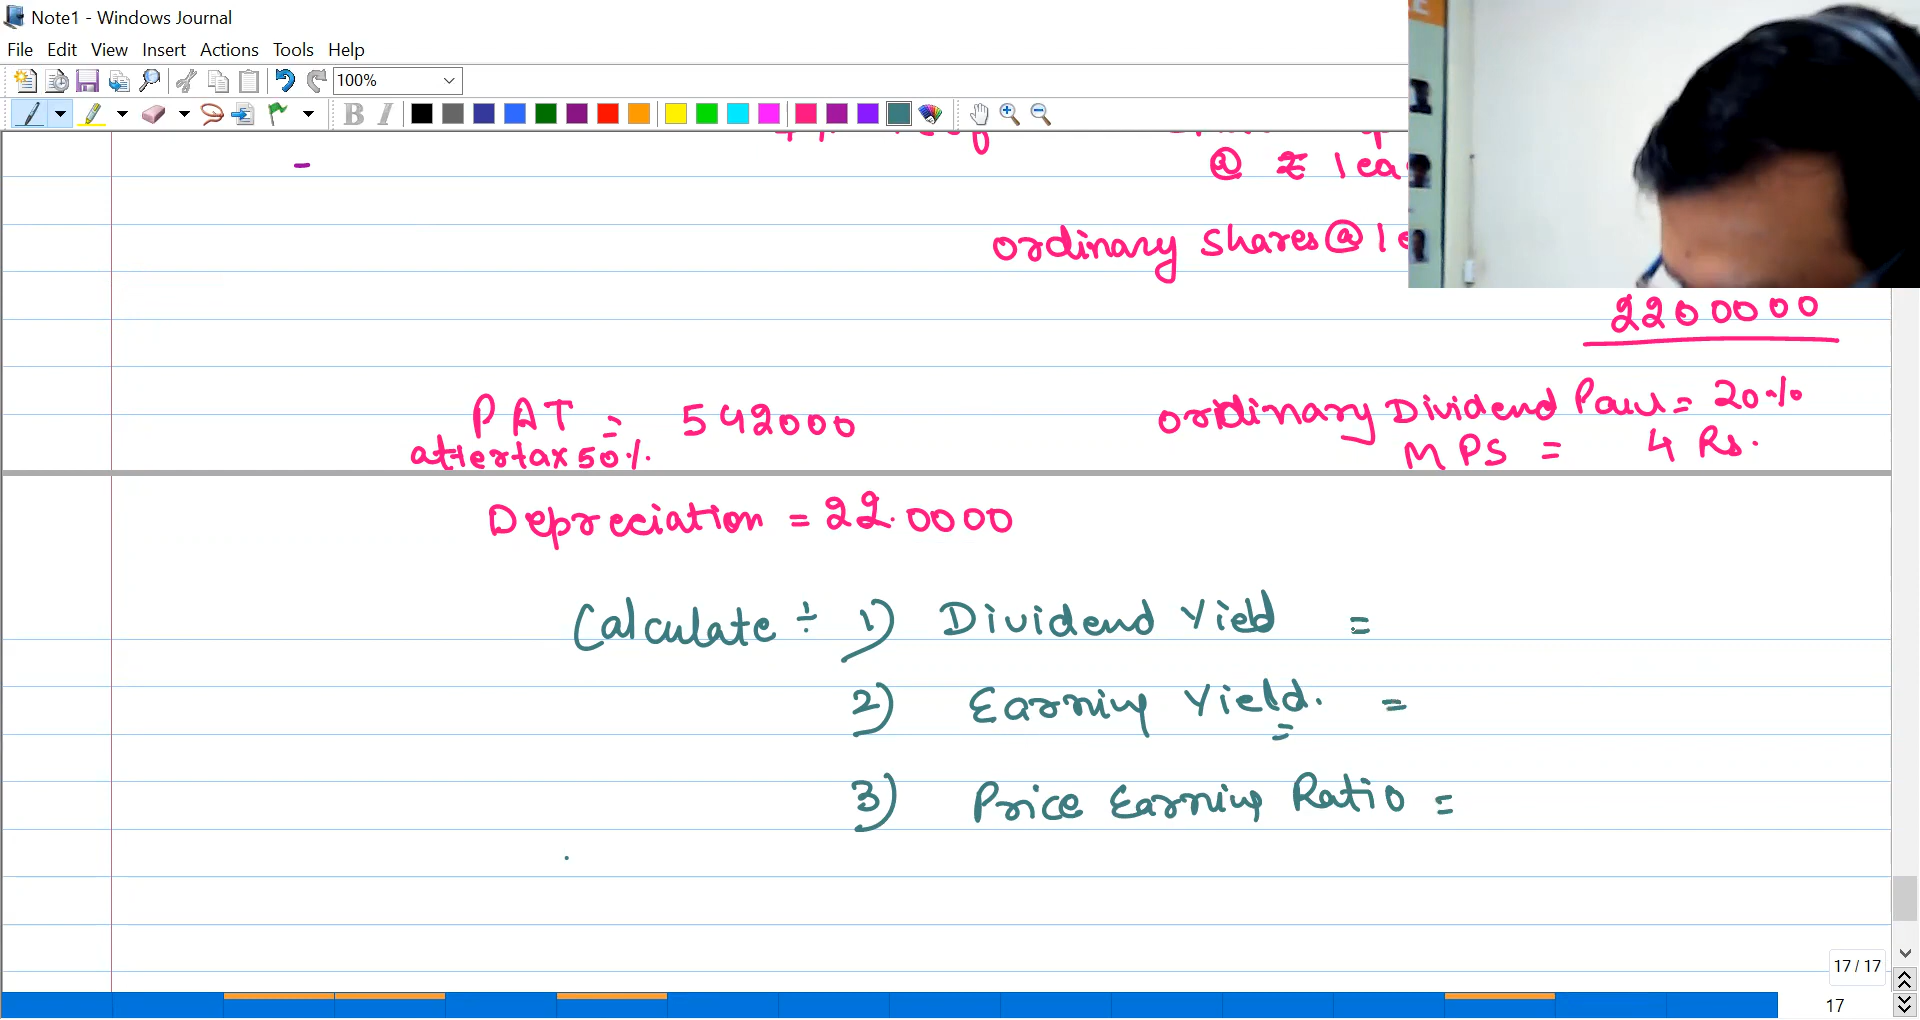 Note1 - Windows Journal
File Edit View Insert Actions Tools Help
100%
@ ₹ 1 ea
ordinary Shares @ 1 e
2200000
PAT = 542000
after tax 50%
ordinary Dividend Paid = 20%
MPS = 4 Rs.
Depreciation = 22.0000
Calculate ÷ 1) Dividend Yield =
2) Earning Yield. =
3) Price Earning Ratio =
17 / 17
17